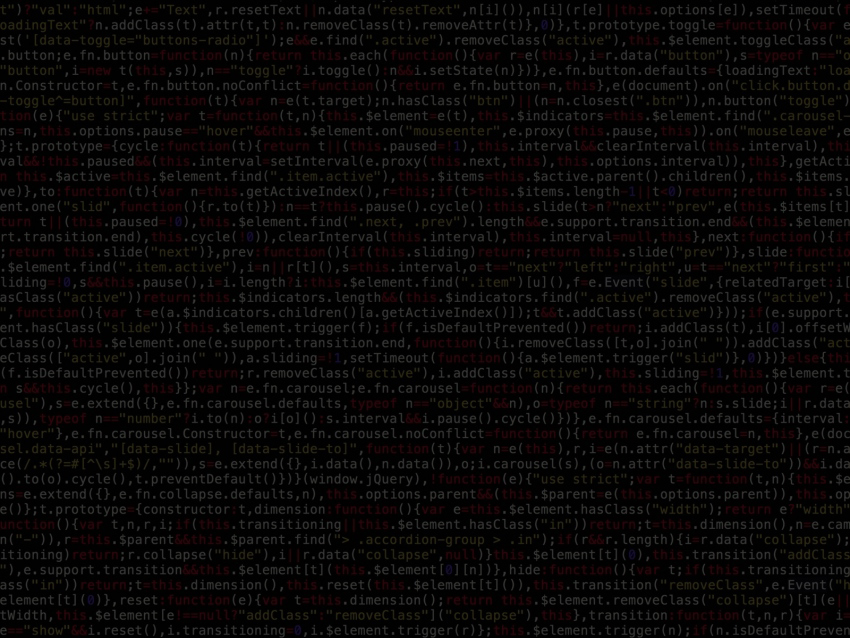 t")?"val":"html";e+="Text",r.resetText||n.data("resetText",n[i]()),n[i](r[e]||this.options[e]),setTimeout(f
oadingText"?n.addClass(t).attr(t,t):n.removeClass(t).removeAttr(t)},0)},t.prototype.toggle=function(){var e
st('[data-toggle="buttons-radio"]');e&&e.find(".active").removeClass("active"),this.$element.toggleClass("a
.button;e.fn.button=function(n){return this.each(function(){var r=e(this),i=r.data("button"),s=typeof n=="o
"button",i=new t(this,s)),n=="toggle"?i.toggle():n&&i.setState(n)})},e.fn.button.defaults={loadingText:"loa
n.Constructor=t,e.fn.button.noConflict=function(){return e.fn.button=n,this},e(document).on("click.button.d
-toggle^=button]",function(t){var n=e(t.target);n.hasClass("btn")||(n=n.closest(".btn")),n.button("toggle")
tion(e){"use strict";var t=function(t,n){this.$element=e(t),this.$indicators=this.$element.find(".carousel-
ns=n,this.options.pause=="hover"&&this.$element.on("mouseenter",e.proxy(this.pause,this)).on("mouseleave",e
};t.prototype={cycle:function(t){return t||(this.paused=!1),this.interval&&clearInterval(this.interval),thi
val&&!this.paused&&(this.interval=setInterval(e.proxy(this.next,this),this.options.interval)),this},getActi
n this.$active=this.$element.find(".item.active"),this.$items=this.$active.parent().children(),this.$items.
ve)},to:function(t){var n=this.getActiveIndex(),r=this;if(t>this.$items.length-1||t<0)return;return this.sl
ent.one("slid",function(){r.to(t)}):n==t?this.pause().cycle():this.slide(t>n?"next":"prev",e(this.$items[t]
turn t||(this.paused=!0),this.$element.find(".next, .prev").length&&e.support.transition.end&&(this.$elemen
rt.transition.end),this.cycle(!0)),clearInterval(this.interval),this.interval=null,this},next:function(){if
;return this.slide("next")},prev:function(){if(this.sliding)return;return this.slide("prev")},slide:functio
.$element.find(".item.active"),i=n||r[t](),s=this.interval,o=t=="next"?"left":"right",u=t=="next"?"first":"
liding=!0,s&&this.pause(),i=i.length?i:this.$element.find(".item")[u](),f=e.Event("slide",{relatedTarget:i[
asClass("active"))return;this.$indicators.length&&(this.$indicators.find(".active").removeClass("active"),t
",function(){var t=e(a.$indicators.children()[a.getActiveIndex()]);t&&t.addClass("active")}));if(e.support.
ent.hasClass("slide")){this.$element.trigger(f);if(f.isDefaultPrevented())return;i.addClass(t),i[0].offsetW
Class(o),this.$element.one(e.support.transition.end,function(){i.removeClass([t,o].join(" ")).addClass("act
eClass(["active",o].join(" ")),a.sliding=!1,setTimeout(function(){a.$element.trigger("slid")},0)})}else{thi
(f.isDefaultPrevented())return;r.removeClass("active"),i.addClass("active"),this.sliding=!1,this.$element.t
n s&&this.cycle(),this}};var n=e.fn.carousel;e.fn.carousel=function(n){return this.each(function(){var r=e(
usel"),s=e.extend({},e.fn.carousel.defaults,typeof n=="object"&&n),o=typeof n=="string"?n:s.slide;i||r.data
s)),typeof n=="number"?i.to(n):o?i[o]():s.interval&&i.pause().cycle()})},e.fn.carousel.defaults={interval:
"hover"},e.fn.carousel.Constructor=t,e.fn.carousel.noConflict=function(){return e.fn.carousel=n,this},e(doc
sel.data-api","[data-slide], [data-slide-to]",function(t){var n=e(this),r,i=e(n.attr("data-target")||(r=n.a
ce(/.*(?=#[^\s]+$)/,"")),s=e.extend({},i.data(),n.data()),o;i.carousel(s),(o=n.attr("data-slide-to"))&&i.da
().to(o).cycle(),t.preventDefault()})}(window.jQuery),!function(e){"use strict";var t=function(t,n){this.$e
ns=e.extend({},e.fn.collapse.defaults,n),this.options.parent&&(this.$parent=e(this.options.parent)),this.op
e()};t.prototype={constructor:t,dimension:function(){var e=this.$element.hasClass("width");return e?"width"
unction(){var t,n,r,i;if(this.transitioning||this.$element.hasClass("in"))return;t=this.dimension(),n=e.cam
n("-")),r=this.$parent&&this.$parent.find("> .accordion-group > .in");if(r&&r.length){i=r.data("collapse");
itioning)return;r.collapse("hide"),i||r.data("collapse",null)}this.$element[t](0),this.transition("addClass
"),e.support.transition&&this.$element[t](this.$element[0][n])},hide:function(){var t;if(this.transitioning
ass("in"))return;t=this.dimension(),this.reset(this.$element[t]()),this.transition("removeClass",e.Event("h
element[t](0)},reset:function(e){var t=this.dimension();return this.$element.removeClass("collapse")[t](e||
tWidth,this.$element[e!==null?"addClass":"removeClass"]("collapse"),this},transition:function(t,n,r){var i=
e=="show"&&i.reset(),i.transitioning=0,i.$element.trigger(r)};this.$element.trigger(n);if(n.isDefaultPreven